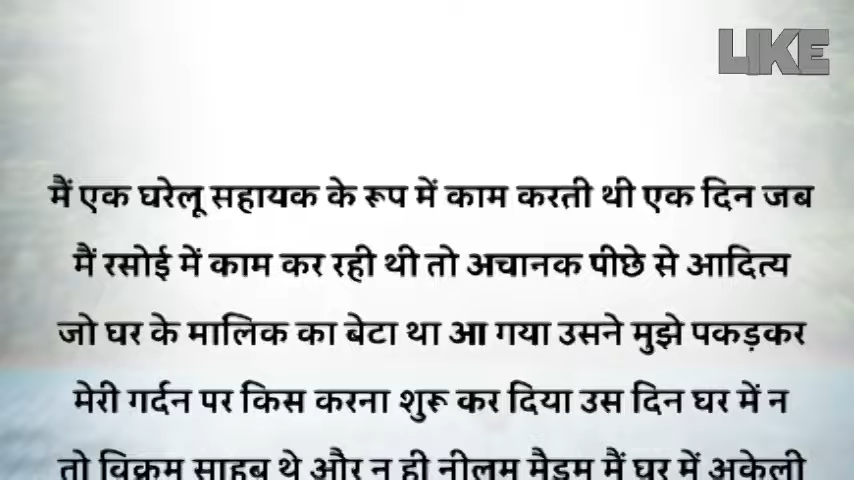 LIKE
मैं एक घरेलू सहायक के रूप में काम करती थी एक दिन जब
मैं रसोई में काम कर रही थी तो अचानक पीछे से आदित्य
जो घर के मालिक का बेटा था आ गया उसने मुझे पकड़कर
मेरी गर्दन पर किस करना शुरू कर दिया उस दिन घर में न
तो विक्रम साहब थे और न ही नीलम मैडम मैं घर में अकेली